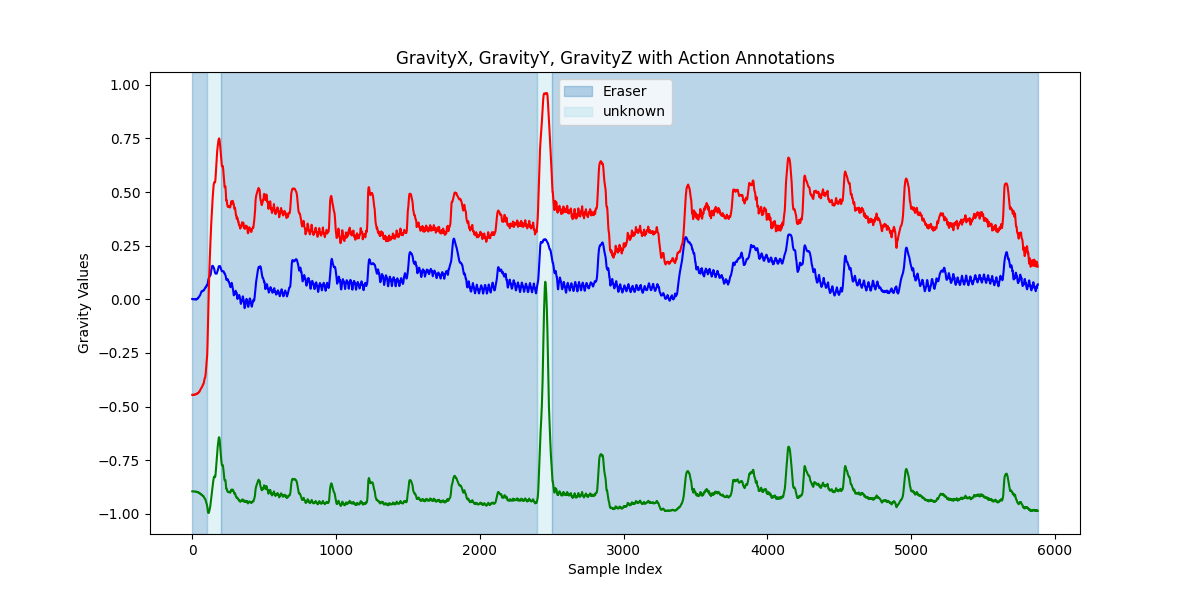 GravityX, GravityY, GravityZ with Action Annotations
Eraser
unknown
Gravity Values
1.00
0.75
0.50
0.25
0.00
−0.25
−0.50
−0.75
−1.00
0 1000 2000 3000 4000 5000 6000
Sample Index